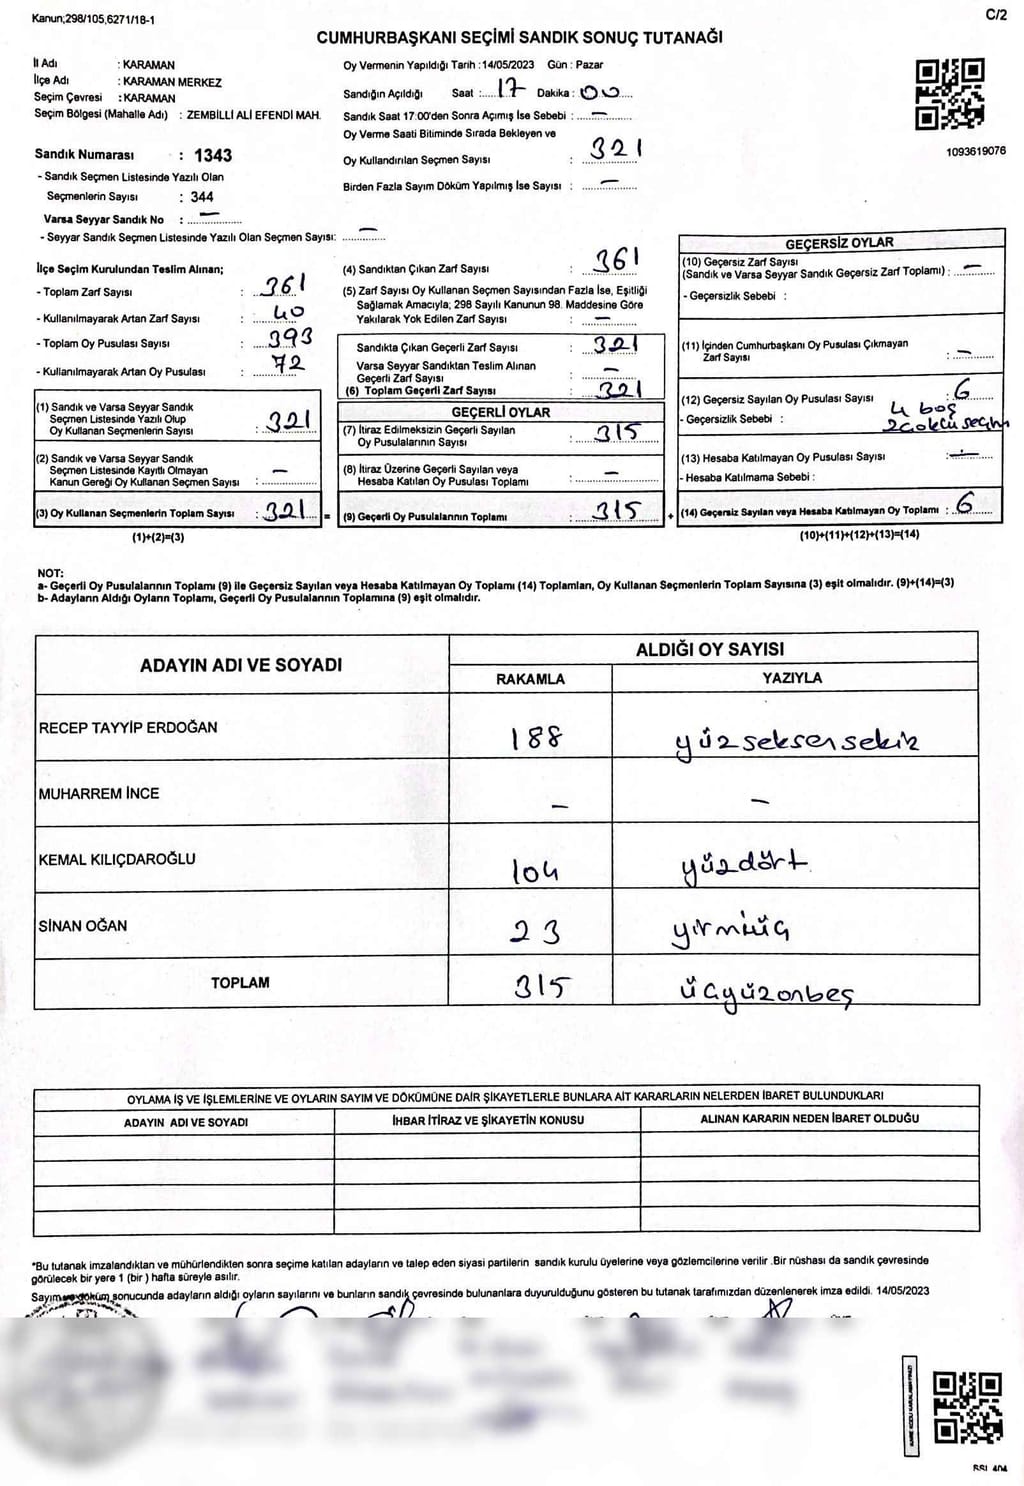 Kanun;298/105,6271/18-1
C/2
CUMHURBAŞKANI SEÇİMİ SANDIK SONUÇ TUTANAĞI
İl Adı : KARAMAN
İlçe Adı : KARAMAN MERKEZ
Seçim Çevresi : KARAMAN
Seçim Bölgesi (Mahalle Adı) : ZEMBİLLİ ALİ EFENDİ MAH.
Sandık Numarası : 1343
- Sandık Seçmen Listesinde Yazılı Olan
Seçmenlerin Sayısı : 344
Varsa Seyyar Sandık No : –
- Seyyar Sandık Seçmen Listesinde Yazılı Olan Seçmen Sayısı: –
Oy Vermenin Yapıldığı Tarih : 14/05/2023 Gün : Pazar
Sandığın Açıldığı Saat : 17 Dakika : 00
Sandık Saat 17:00'den Sonra Açımış İse Sebebi : –
Oy Verme Saati Bitiminde Sırada Bekleyen ve
Oy Kullandırılan Seçmen Sayısı : 321
Birden Fazla Sayım Döküm Yapılmış İse Sayısı : –
1093619076
İlçe Seçim Kurulundan Teslim Alınan;
- Toplam Zarf Sayısı : 361
- Kullanılmayarak Artan Zarf Sayısı : 40
- Toplam Oy Pusulası Sayısı : 393
- Kullanılmayarak Artan Oy Pusulası : 72
(1) Sandık ve Varsa Seyyar Sandık
Seçmen Listesinde Yazılı Olup
Oy Kullanan Seçmenlerin Sayısı : 321
(2) Sandık ve Varsa Seyyar Sandık
Seçmen Listesinde Kayıtlı Olmayan
Kanun Gereği Oy Kullanan Seçmen Sayısı : –
(3) Oy Kullanan Seçmenlerin Toplam Sayısı : 321 =
(1)+(2)=(3)
(4) Sandıktan Çıkan Zarf Sayısı : 361
(5) Zarf Sayısı Oy Kullanan Seçmen Sayısından Fazla İse, Eşitliği
Sağlamak Amacıyla; 298 Sayılı Kanunun 98. Maddesine Göre
Yakılarak Yok Edilen Zarf Sayısı : –
Sandıkta Çıkan Geçerli Zarf Sayısı : 321
Varsa Seyyar Sandıktan Teslim Alınan
Geçerli Zarf Sayısı : –
(6) Toplam Geçerli Zarf Sayısı : 321
GEÇERLİ OYLAR
(7) İtiraz Edilmeksizin Geçerli Sayılan
Oy Pusulalarının Sayısı : 315
(8) İtiraz Üzerine Geçerli Sayılan veya
Hesaba Katılan Oy Pusulası Toplamı : –
(9) Geçerli Oy Pusulalarının Toplamı : 315 +
GEÇERSİZ OYLAR
(10) Geçersiz Zarf Sayısı
(Sandık ve Varsa Seyyar Sandık Geçersiz Zarf Toplamı) : –
- Geçersizlik Sebebi :
(11) İçinden Cumhurbaşkanı Oy Pusulası Çıkmayan
Zarf Sayısı : –
(12) Geçersiz Sayılan Oy Pusulası Sayısı : 6
- Geçersizlik Sebebi : 4 boş
(13) Hesaba Katılmayan Oy Pusulası Sayısı : –
- Hesaba Katılmama Sebebi :
(14) Geçersiz Sayılan veya Hesaba Katılmayan Oy Toplamı : 6
(10)+(11)+(12)+(13)=(14)
NOT:
a- Geçerli Oy Pusulalarının Toplamı (9) ile Geçersiz Sayılan veya Hesaba Katılmayan Oy Toplamı (14) Toplamları, Oy Kullanan Seçmenlerin Toplam Sayısına (3) eşit olmalıdır. (9)+(14)=(3)
b- Adayların Aldığı Oyların Toplamı, Geçerli Oy Pusulalarının Toplamına (9) eşit olmalıdır.
ADAYIN ADI VE SOYADI
ALDIĞI OY SAYISI
RAKAMLA YAZIYLA
RECEP TAYYİP ERDOĞAN 188 yüzseksensekiz
MUHARREM İNCE – –
KEMAL KILIÇDAROĞLU 104 yüzdört
SİNAN OĞAN 23 yirmiüç
TOPLAM 315 üçyüzonbeş
OYLAMA İŞ VE İŞLEMLERİNE VE OYLARIN SAYIM VE DÖKÜMÜNE DAİR ŞİKAYETLERLE BUNLARA AİT KARARLARIN NELERDEN İBARET BULUNDUKLARI
ADAYIN ADI VE SOYADI İHBAR İTİRAZ VE ŞİKAYETİN KONUSU ALINAN KARARIN NEDEN İBARET OLDUĞU
*Bu tutanak imzalandıktan ve mühürlendikten sonra seçime katılan adayların ve talep eden siyasi partilerin sandık kurulu üyelerine veya gözlemcilerine verilir .Bir nüshası da sandık çevresinde
görülecek bir yere 1 (bir ) hafta süreyle asılır.
Sayım ve döküm sonucunda adayların aldığı oyların sayılarını ve bunların sandık çevresinde bulunanlara duyurulduğunu gösteren bu tutanak tarafımızdan düzenlenerek imza edildi. 14/05/2023